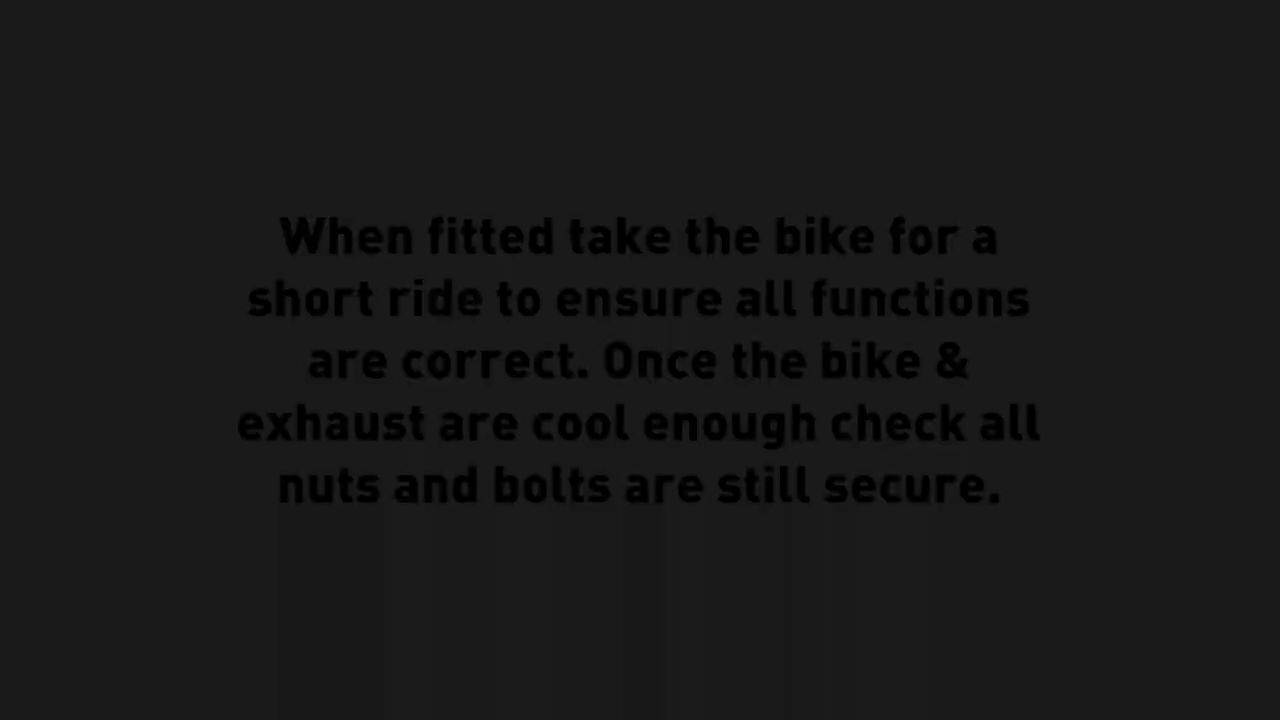 When fitted take the bike for a
short ride to ensure all functions
are correct. Once the bike &
exhaust are cool enough check all
nuts and bolts are still secure.